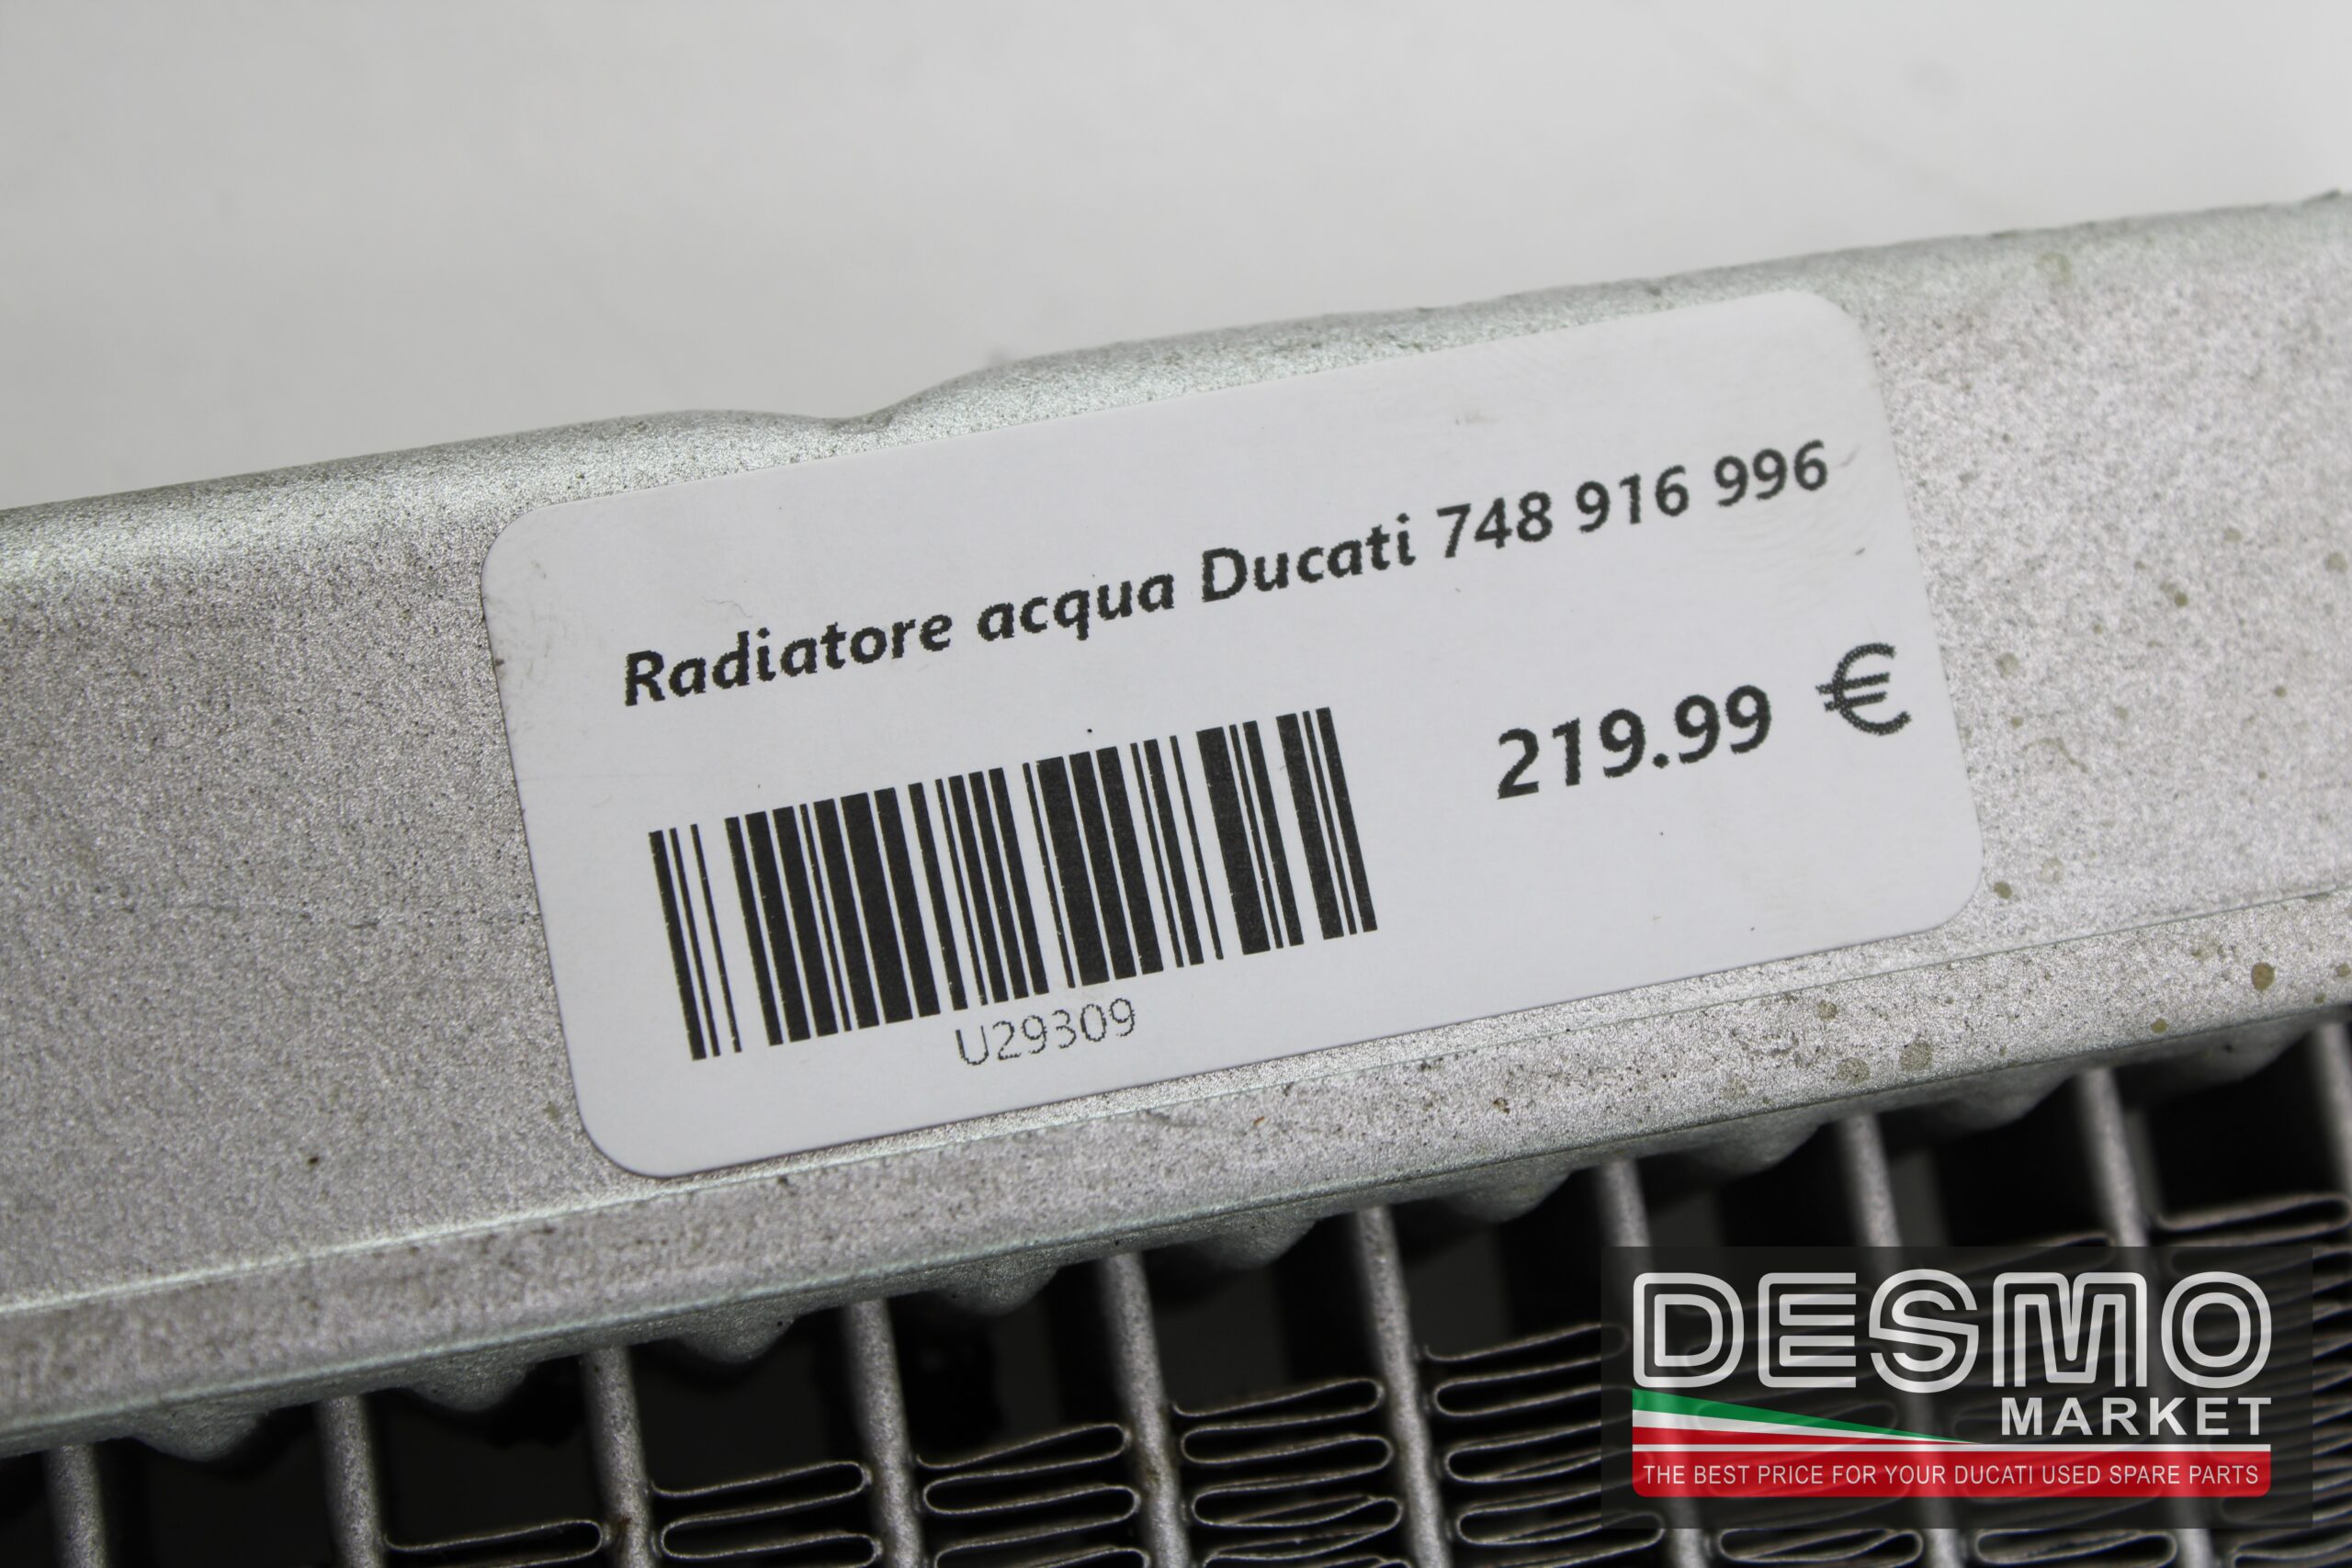 Radiatore acqua Ducati 748 916 996
219.99 €
U29309
DESMO
MARKET
THE BEST PRICE FOR YOUR DUCATI USED SPARE PARTS